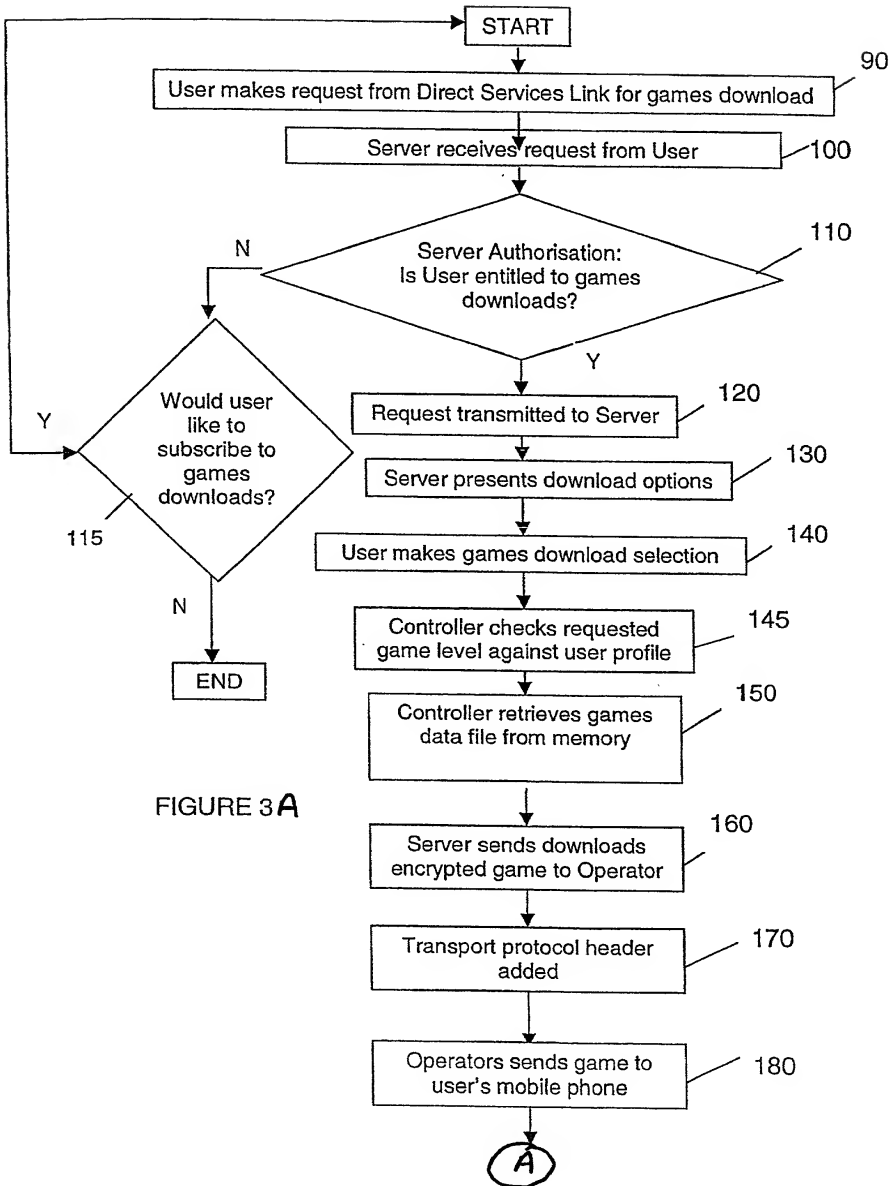 START
User makes request from Direct Services Link for games download
90
Server receives request from User
100
Server Authorisation:
Is User entitled to games
downloads?
110
N
Y
Would user
like to
subscribe to
games
downloads?
Y
115
N
END
Request transmitted to Server
120
Server presents download options
130
User makes games download selection
140
Controller checks requested
game level against user profile
145
Controller retrieves games
data file from memory
150
FIGURE 3A
Server sends downloads
encrypted game to Operator
160
Transport protocol header
added
170
Operators sends game to
user's mobile phone
180
A